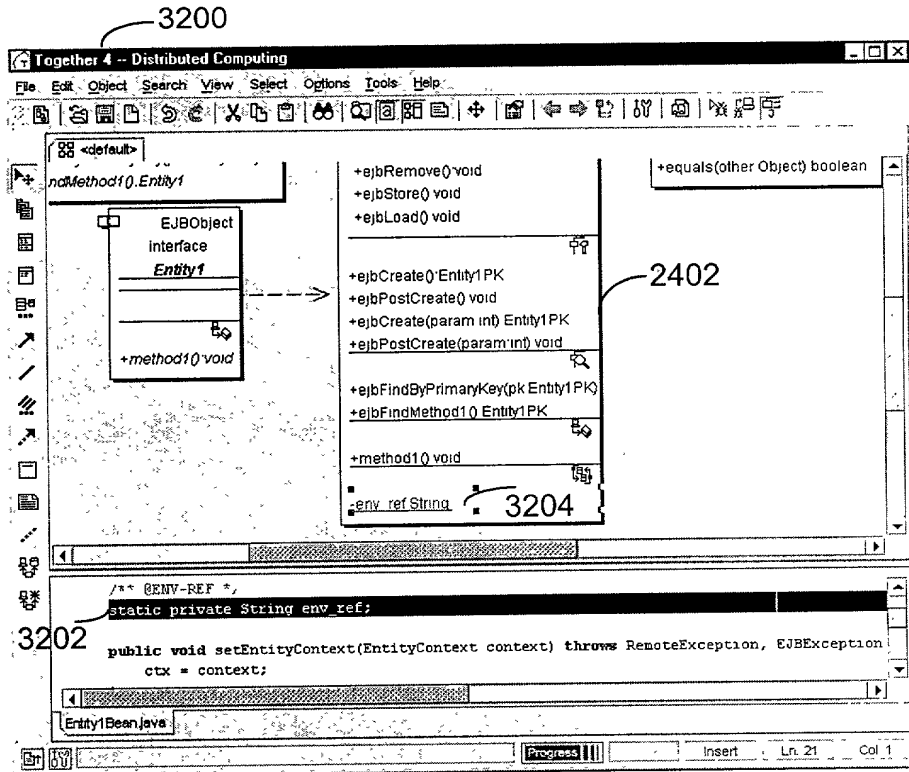 3200
Together 4 -- Distributed Computing
File Edit Object Search View Select Options Tools Help
<default>
ndMethod1().Entity1
EJBObject
interface
Entity1
+method1():void
+ejbRemove():void
+ejbStore() void
+ejbLoad() void
+ejbCreate():Entity1PK
+ejbPostCreate() void
+ejbCreate(param int) Entity1PK
+ejbPostCreate(param:int) void
+ejbFindByPrimaryKey(pk Entity1PK)
+ejbFindMethod1() Entity1PK
+method1() void
-env_ref String
3204
+equals(other Object) boolean
2402
/** @ENV-REF *,
static private String env_ref;
3202
public void setEntityContext(EntityContext context) throws RemoteException, EJBException
ctx = context;
Entity1Bean.java
Progress Insert Ln. 21 Col 1